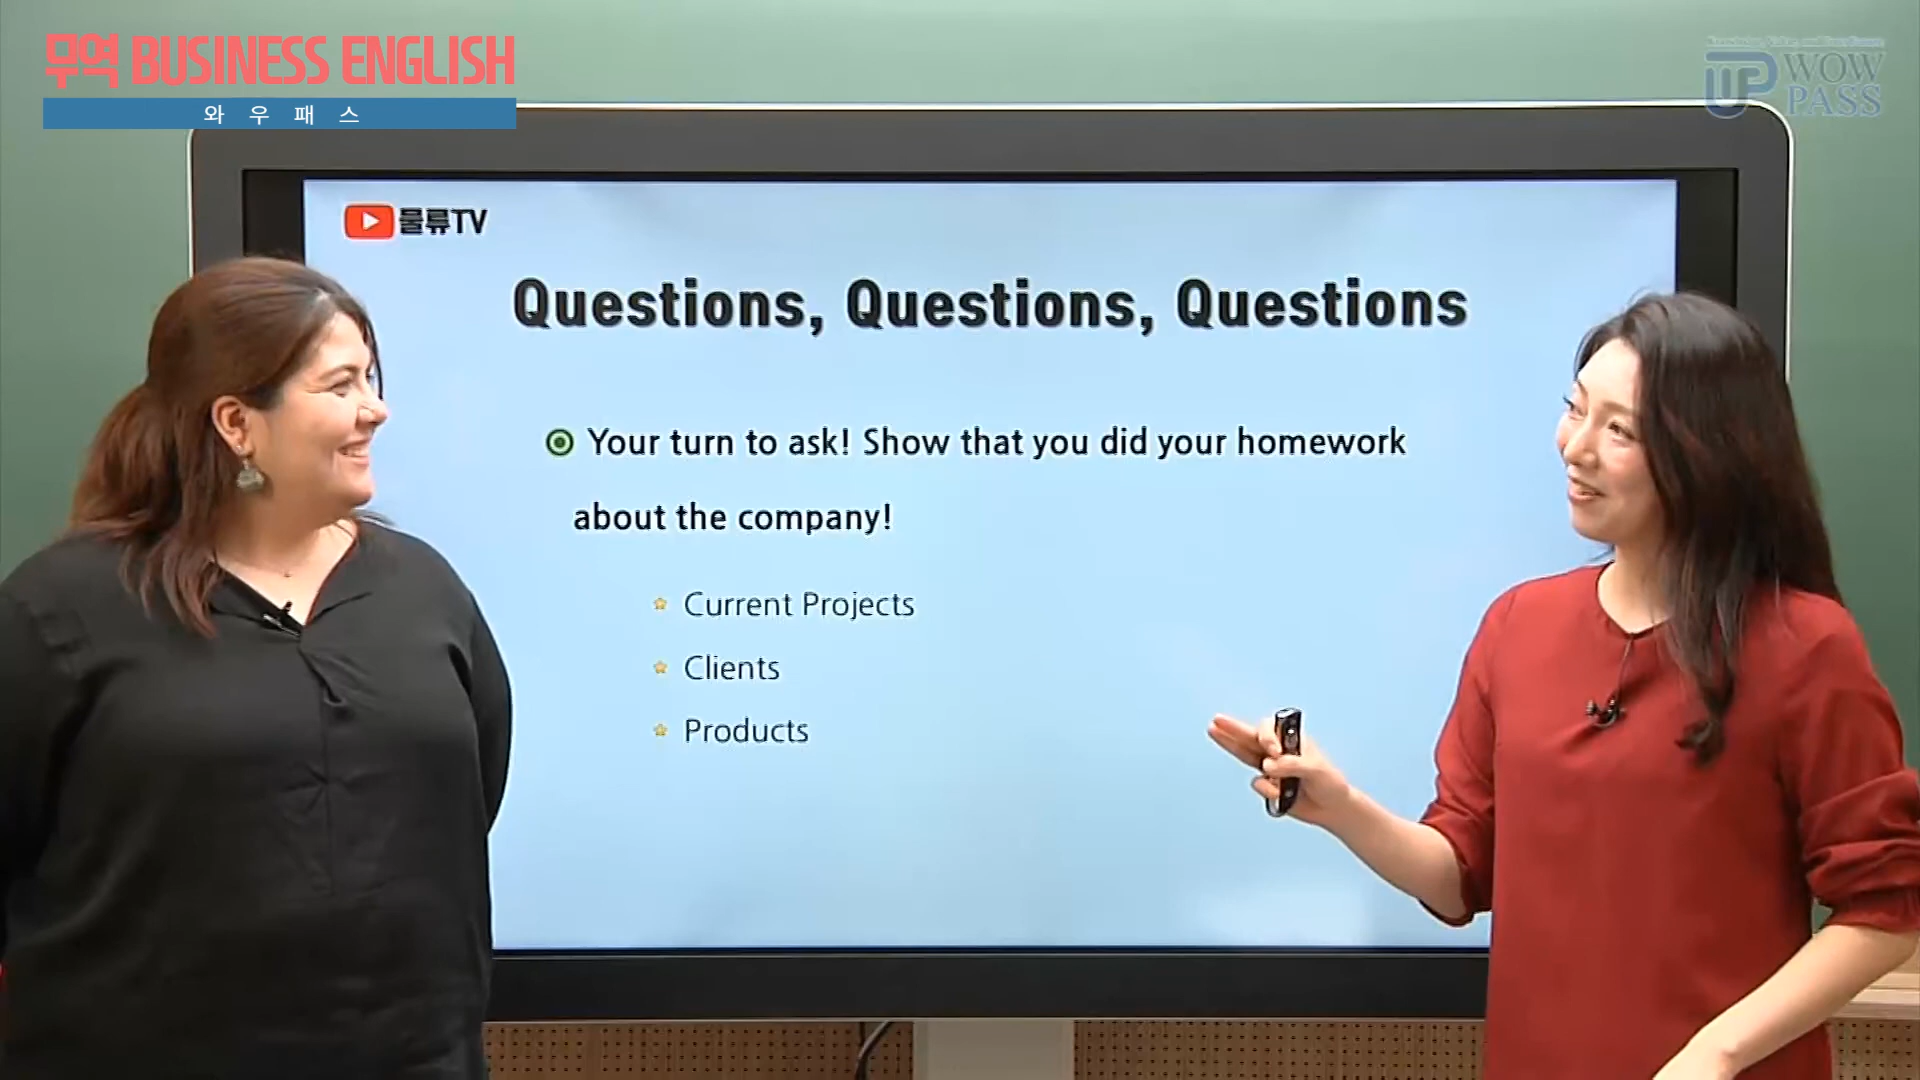 무역 BUSINESS ENGLISH
와우패스
WOW
PASS
물류TV
Questions, Questions, Questions
Your turn to ask! Show that you did your homework
about the company!
Current Projects
Clients
Products